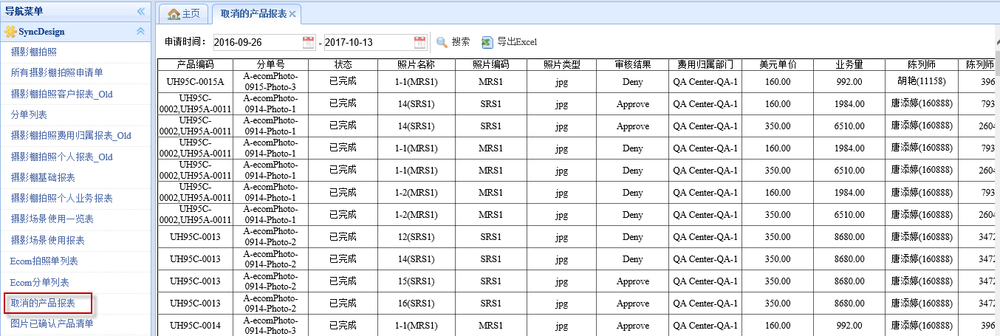 导航菜单
SyncDesign
摄影棚拍照
所有摄影棚拍照申请单
摄影棚拍照客户报表_Old
分单列表
摄影棚拍照费用归属报表_Old
摄影棚拍照个人报表_Old
摄影棚基础报表
摄影棚拍照个人业务报表
摄影场景使用一览表
摄影场景使用报表
Ecom拍照单列表
Ecom分单列表
取消的产品报表
图片已确认产品清单
主页 取消的产品报表
申请时间： 2016-09-26 - 2017-10-13 搜索 导出Excel
产品编码 分单号 状态 照片名称 照片编码 照片类型 审核结果 费用归属部门 美元单价 业务量 陈列师 陈列师
UH95C-0015A A-ecomPhoto-0915-Photo-3 已完成 1-1(MRS1) MRS1 jpg Deny QA Center-QA-1 160.00 992.00 胡艳(11158) 396
UH95C-0002,UH95A-0011 A-ecomPhoto-0914-Photo-1 已完成 14(SRS1) SRS1 jpg Approve QA Center-QA-1 160.00 1984.00 唐添婷(160888) 793
UH95C-0002,UH95A-0011 A-ecomPhoto-0914-Photo-1 已完成 14(SRS1) SRS1 jpg Approve QA Center-QA-1 350.00 6510.00 唐添婷(160888) 2604
UH95C-0002,UH95A-0011 A-ecomPhoto-0914-Photo-1 已完成 1-1(MRS1) MRS1 jpg Deny QA Center-QA-1 160.00 1984.00 唐添婷(160888) 793
UH95C-0002,UH95A-0011 A-ecomPhoto-0914-Photo-1 已完成 1-1(MRS1) MRS1 jpg Deny QA Center-QA-1 350.00 6510.00 唐添婷(160888) 2604
UH95C-0002,UH95A-0011 A-ecomPhoto-0914-Photo-1 已完成 1-2(MRS1) MRS1 jpg Deny QA Center-QA-1 160.00 1984.00 唐添婷(160888) 793
UH95C-0002,UH95A-0011 A-ecomPhoto-0914-Photo-1 已完成 1-2(MRS1) MRS1 jpg Deny QA Center-QA-1 350.00 6510.00 唐添婷(160888) 2604
UH95C-0013 A-ecomPhoto-0914-Photo-2 已完成 12(SRS1) SRS1 jpg Deny QA Center-QA-1 350.00 8680.00 唐添婷(160888) 3472
UH95C-0013 A-ecomPhoto-0914-Photo-2 已完成 14(SRS1) SRS1 jpg Deny QA Center-QA-1 350.00 8680.00 唐添婷(160888) 3472
UH95C-0013 A-ecomPhoto-0914-Photo-2 已完成 15(SRS1) SRS1 jpg Approve QA Center-QA-1 350.00 8680.00 唐添婷(160888) 3472
UH95C-0013 A-ecomPhoto-0914-Photo-2 已完成 16(SRS1) SRS1 jpg Approve QA Center-QA-1 350.00 8680.00 唐添婷(160888) 3472
UH95C-0014 A-ecomPhoto-0914-Photo-3 已完成 1-1(MRS1) MRS1 jpg Approve QA Center-QA-1 160.00 992.00 唐添婷(160888) 396